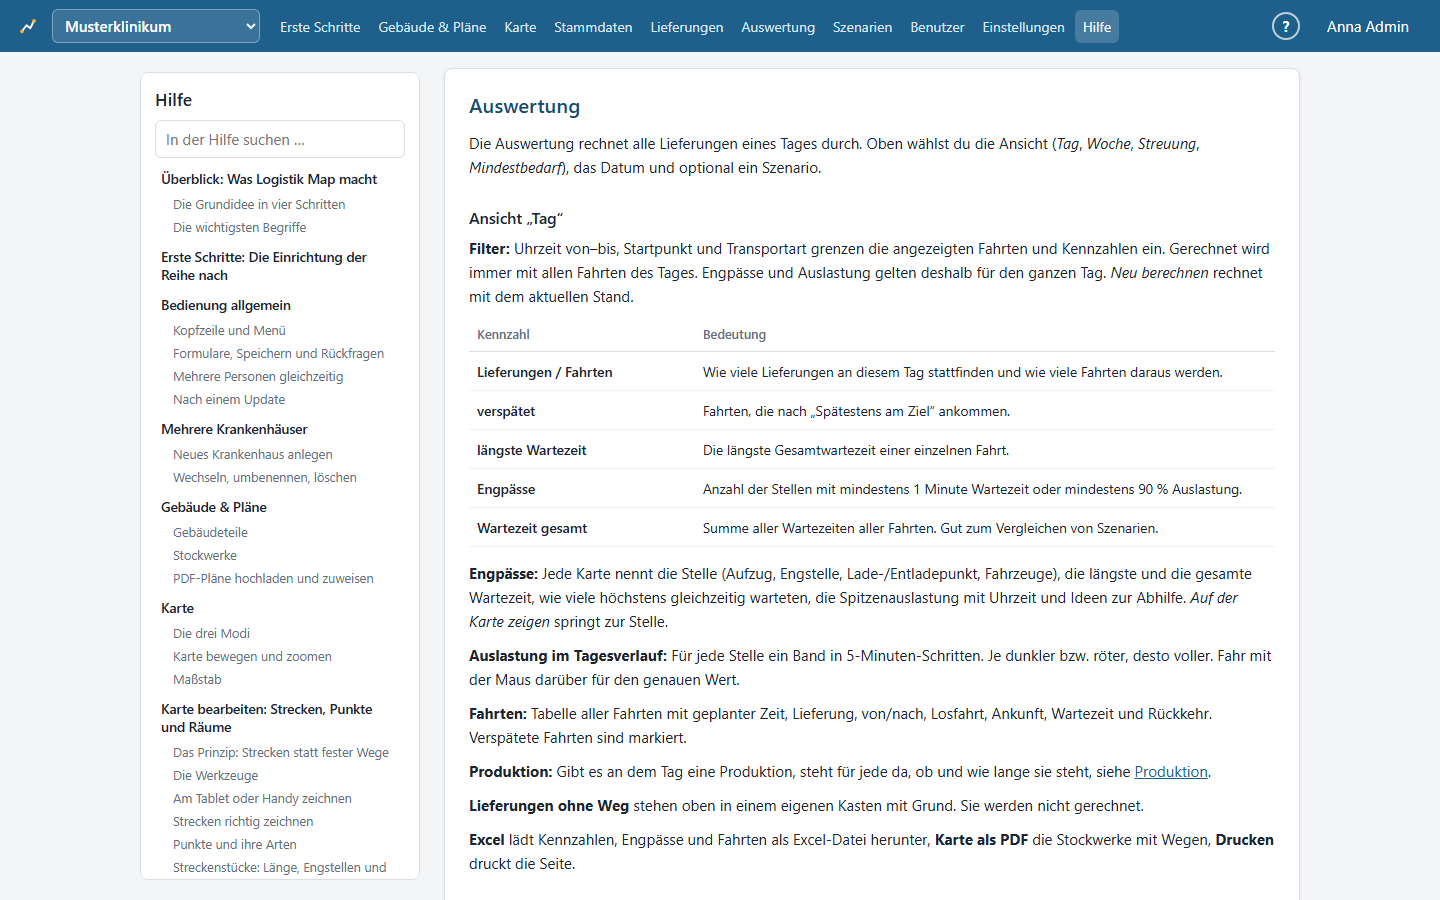 Musterklinikum
Erste Schritte
Gebäude & Pläne
Karte
Stammdaten
Lieferungen
Auswertung
Szenarien
Benutzer
Einstellungen
Hilfe
?
Anna Admin
Hilfe
In der Hilfe suchen ...
Überblick: Was Logistik Map macht
Die Grundidee in vier Schritten
Die wichtigsten Begriffe
Erste Schritte: Die Einrichtung der
Reihe nach
Bedienung allgemein
Kopfzeile und Menü
Formulare, Speichern und Rückfragen
Mehrere Personen gleichzeitig
Nach einem Update
Mehrere Krankenhäuser
Neues Krankenhaus anlegen
Wechseln, umbenennen, löschen
Gebäude & Pläne
Gebäudeteile
Stockwerke
PDF-Pläne hochladen und zuweisen
Karte
Die drei Modi
Karte bewegen und zoomen
Maßstab
Karte bearbeiten: Strecken, Punkte
und Räume
Das Prinzip: Strecken statt fester Wege
Die Werkzeuge
Am Tablet oder Handy zeichnen
Strecken richtig zeichnen
Punkte und ihre Arten
Streckenstücke: Länge, Engstellen und
Auswertung
Die Auswertung rechnet alle Lieferungen eines Tages durch. Oben wählst du die Ansicht (Tag, Woche, Streuung,
Mindestbedarf), das Datum und optional ein Szenario.
Ansicht „Tag“
Filter: Uhrzeit von–bis, Startpunkt und Transportart grenzen die angezeigten Fahrten und Kennzahlen ein. Gerechnet wird
immer mit allen Fahrten des Tages. Engpässe und Auslastung gelten deshalb für den ganzen Tag. Neu berechnen rechnet
mit dem aktuellen Stand.
Kennzahl Bedeutung
Lieferungen / Fahrten Wie viele Lieferungen an diesem Tag stattfinden und wie viele Fahrten daraus werden.
verspätet Fahrten, die nach „Spätestens am Ziel“ ankommen.
längste Wartezeit Die längste Gesamtwartezeit einer einzelnen Fahrt.
Engpässe Anzahl der Stellen mit mindestens 1 Minute Wartezeit oder mindestens 90 % Auslastung.
Wartezeit gesamt Summe aller Wartezeiten aller Fahrten. Gut zum Vergleichen von Szenarien.
Engpässe: Jede Karte nennt die Stelle (Aufzug, Engstelle, Lade-/Entladepunkt, Fahrzeuge), die längste und die gesamte
Wartezeit, wie viele höchstens gleichzeitig warteten, die Spitzenauslastung mit Uhrzeit und Ideen zur Abhilfe. Auf der
Karte zeigen springt zur Stelle.
Auslastung im Tagesverlauf: Für jede Stelle ein Band in 5-Minuten-Schritten. Je dunkler bzw. röter, desto voller. Fahr mit
der Maus darüber für den genauen Wert.
Fahrten: Tabelle aller Fahrten mit geplanter Zeit, Lieferung, von/nach, Losfahrt, Ankunft, Wartezeit und Rückkehr.
Verspätete Fahrten sind markiert.
Produktion: Gibt es an dem Tag eine Produktion, steht für jede da, ob und wie lange sie steht, siehe Produktion.
Lieferungen ohne Weg stehen oben in einem eigenen Kasten mit Grund. Sie werden nicht gerechnet.
Excel lädt Kennzahlen, Engpässe und Fahrten als Excel-Datei herunter, Karte als PDF die Stockwerke mit Wegen, Drucken
druckt die Seite.